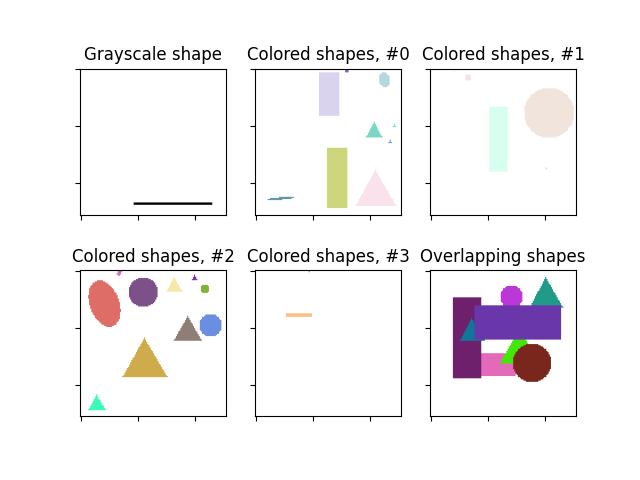 Grayscale shape
Colored shapes, #0
Colored shapes, #1
Colored shapes, #2
Colored shapes, #3
Overlapping shapes